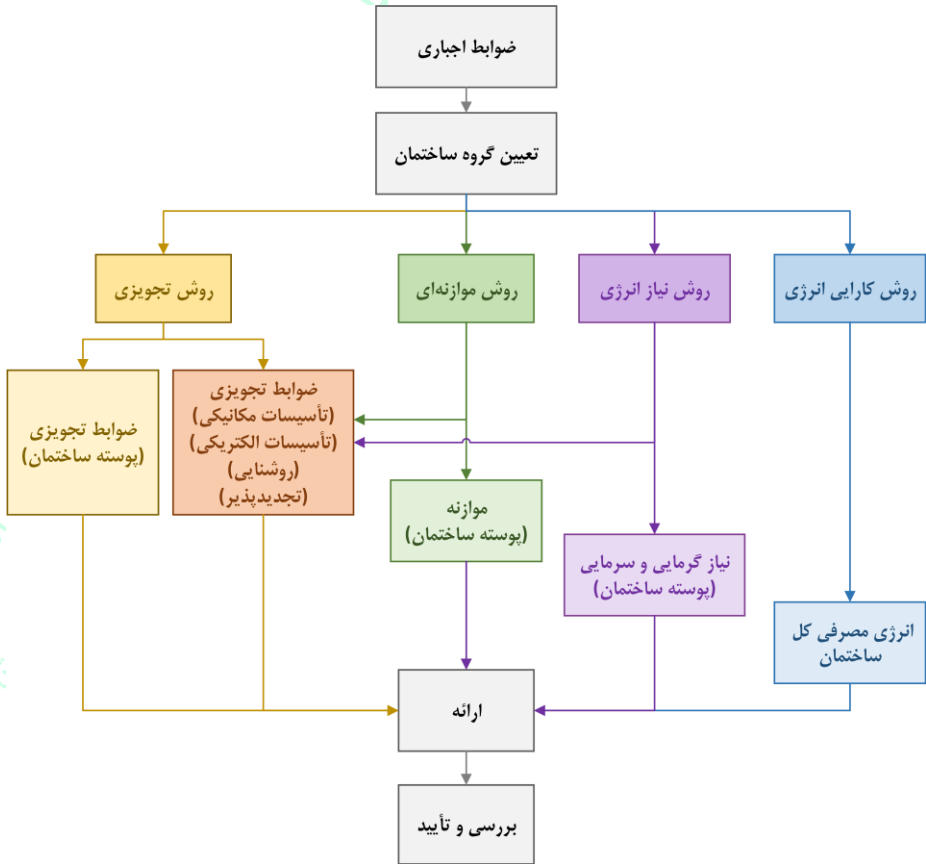 ضوابط اجباری
تعیین گروه ساختمان
روش کارایی انرژی
روش نیاز انرژی
روش موازنه‌ای
روش تجویزی
ضوابط تجویزی
(تأسیسات مکانیکی)
(تأسیسات الکتریکی)
(روشنایی)
(تجدیدپذیر)
ضوابط تجویزی
(پوسته ساختمان)
موازنه
(پوسته ساختمان)
نیاز گرمایی و سرمایی
(پوسته ساختمان)
انرژی مصرفی کل
ساختمان
ارائه
بررسی و تأیید